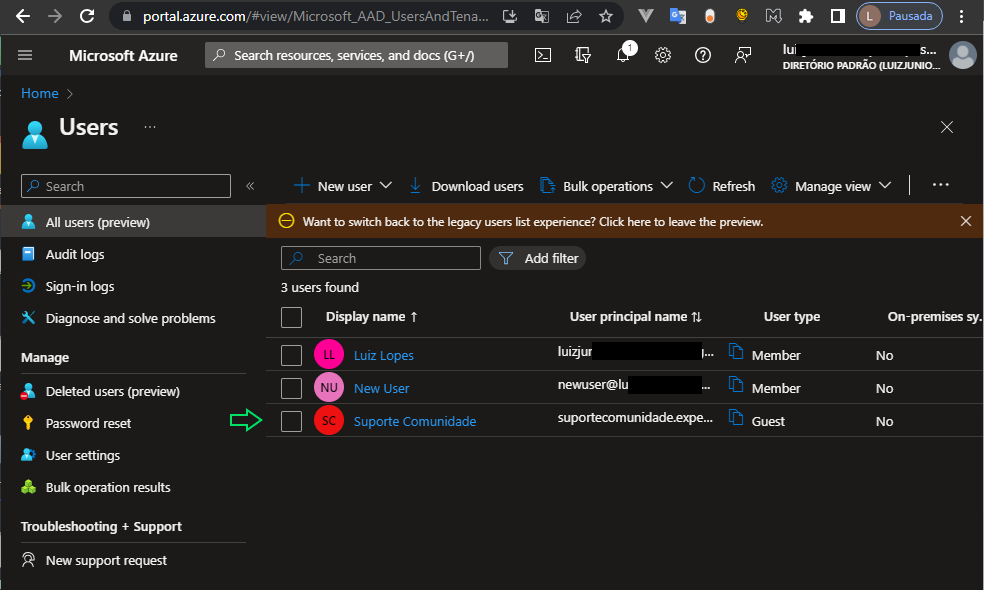 portal.azure.com/#view/Microsoft_AAD_UsersAndTena...
L Pausada
Microsoft Azure
Search resources, services, and docs (G+/)
1
lui s...
DIRETÓRIO PADRÃO (LUIZJUNIO...
Home >
Users ...
Search «
New user
Download users
Bulk operations
Refresh
Manage view
...
All users (preview)
Audit logs
Sign-in logs
Diagnose and solve problems
Manage
Deleted users (preview)
Password reset
User settings
Bulk operation results
Troubleshooting + Support
New support request
Want to switch back to the legacy users list experience? Click here to leave the preview.
Search
Add filter
3 users found
Display name ↑ User principal name ↑↓ User type On-premises sy.
LL Luiz Lopes luizjur ... Member No
NU New User newuser@lu ... Member No
SC Suporte Comunidade suportecomunidade.expe... Guest No